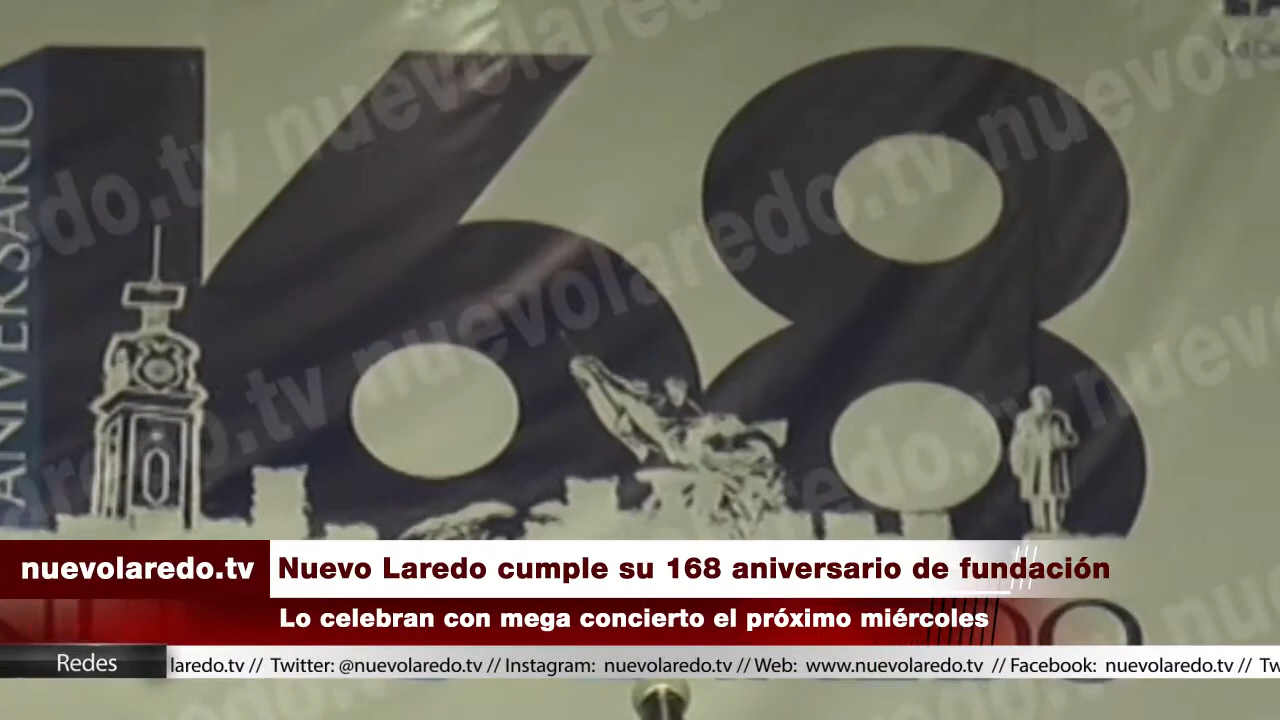 168
ANIVERSARIO
nuevolaredo.tv
Nuevo Laredo cumple su 168 aniversario de fundación
Lo celebran con mega concierto el próximo miércoles
Redes
laredo.tv // Twitter: @nuevolaredo.tv // Instagram: nuevolaredo.tv // Web: www.nuevolaredo.tv // Facebook: nuevolaredo.tv // Tw